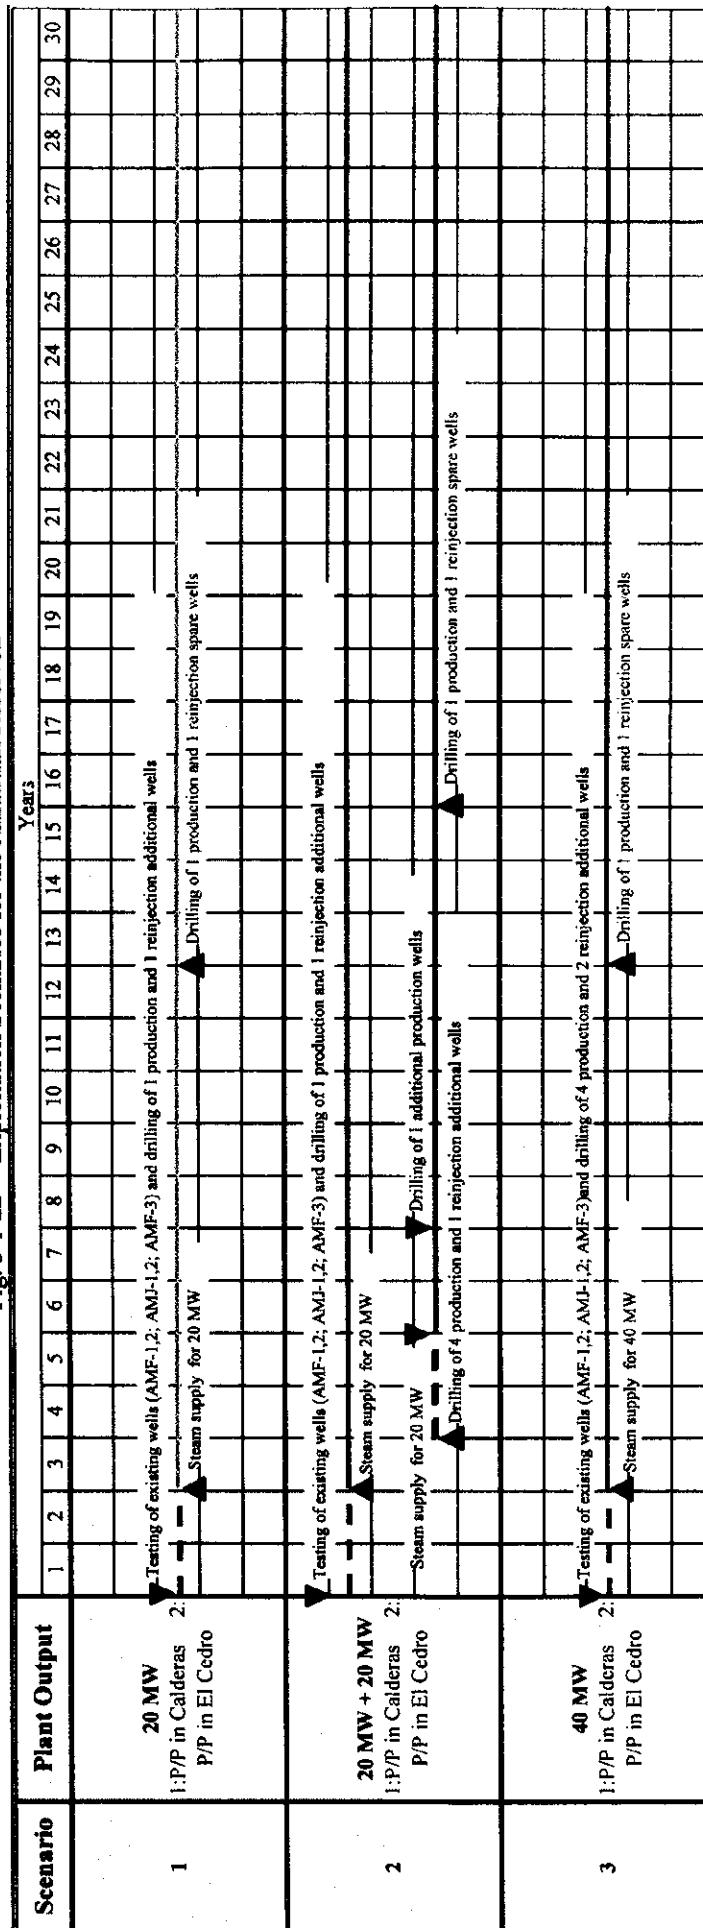 Years
Scenario
Plant Output
1 2 3 4 5 6 7 8 9 10 11 12 13 14 15 16 17 18 19 20 21 22 23 24 25 26 27 28 29 30
1
20 MW
1:P/P in Calderas 2:
P/P in El Cedro
Testing of existing wells (AMF-1,2; AMJ-1,2; AMF-3) and drilling of 1 production and 1 reinjection additional wells
Steam supply for 20 MW
Drilling of 1 production and 1 reinjection spare wells
2
20 MW + 20 MW
1:P/P in Calderas 2:
P/P in El Cedro
Testing of existing wells (AMF-1,2; AMJ-1,2; AMF-3) and drilling of 1 production and 1 reinjection additional wells
Steam supply for 20 MW
Steam supply for 20 MW
Drilling of 1 additional production wells
Drilling of 4 production and 1 reinjection additional wells
Drilling of 1 production and 1 reinjection spare wells
3
40 MW
1:P/P in Calderas 2:
P/P in El Cedro
Testing of existing wells (AMF-1,2; AMJ-1,2; AMF-3)and drilling of 4 production and 2 reinjection additional wells
Steam supply for 40 MW
Drilling of 1 production and 1 reinjection spare wells